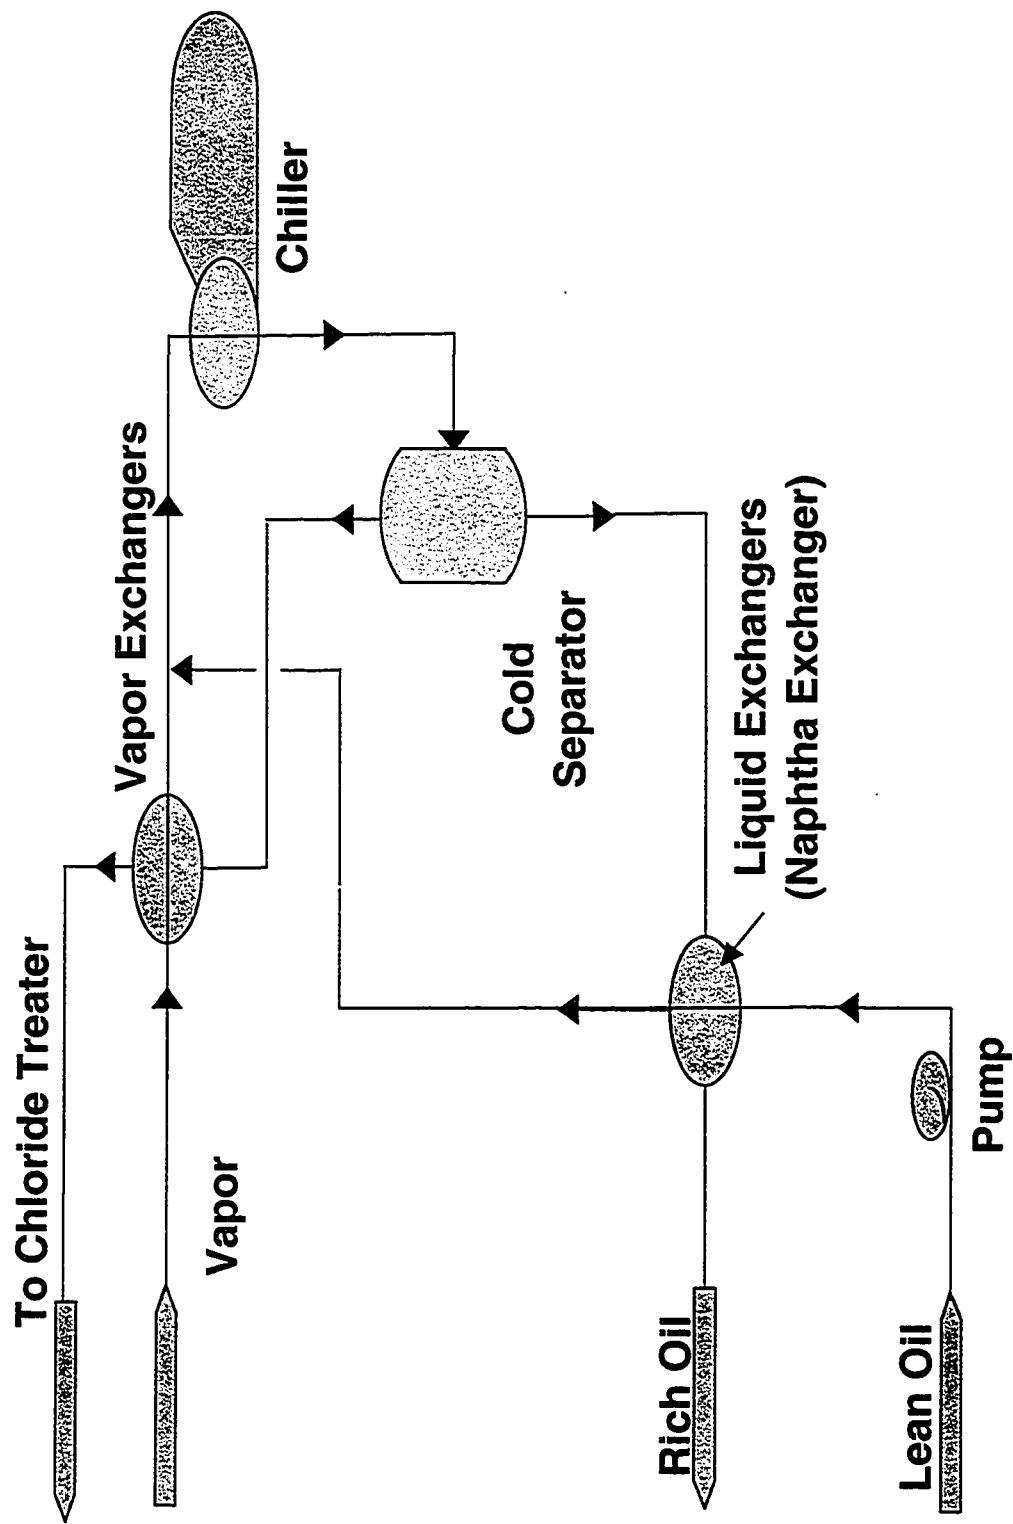 To Chloride Treater
Vapor
Vapor Exchangers
Chiller
Cold
Separator
Liquid Exchangers
(Naphtha Exchanger)
Rich Oil
Lean Oil
Pump